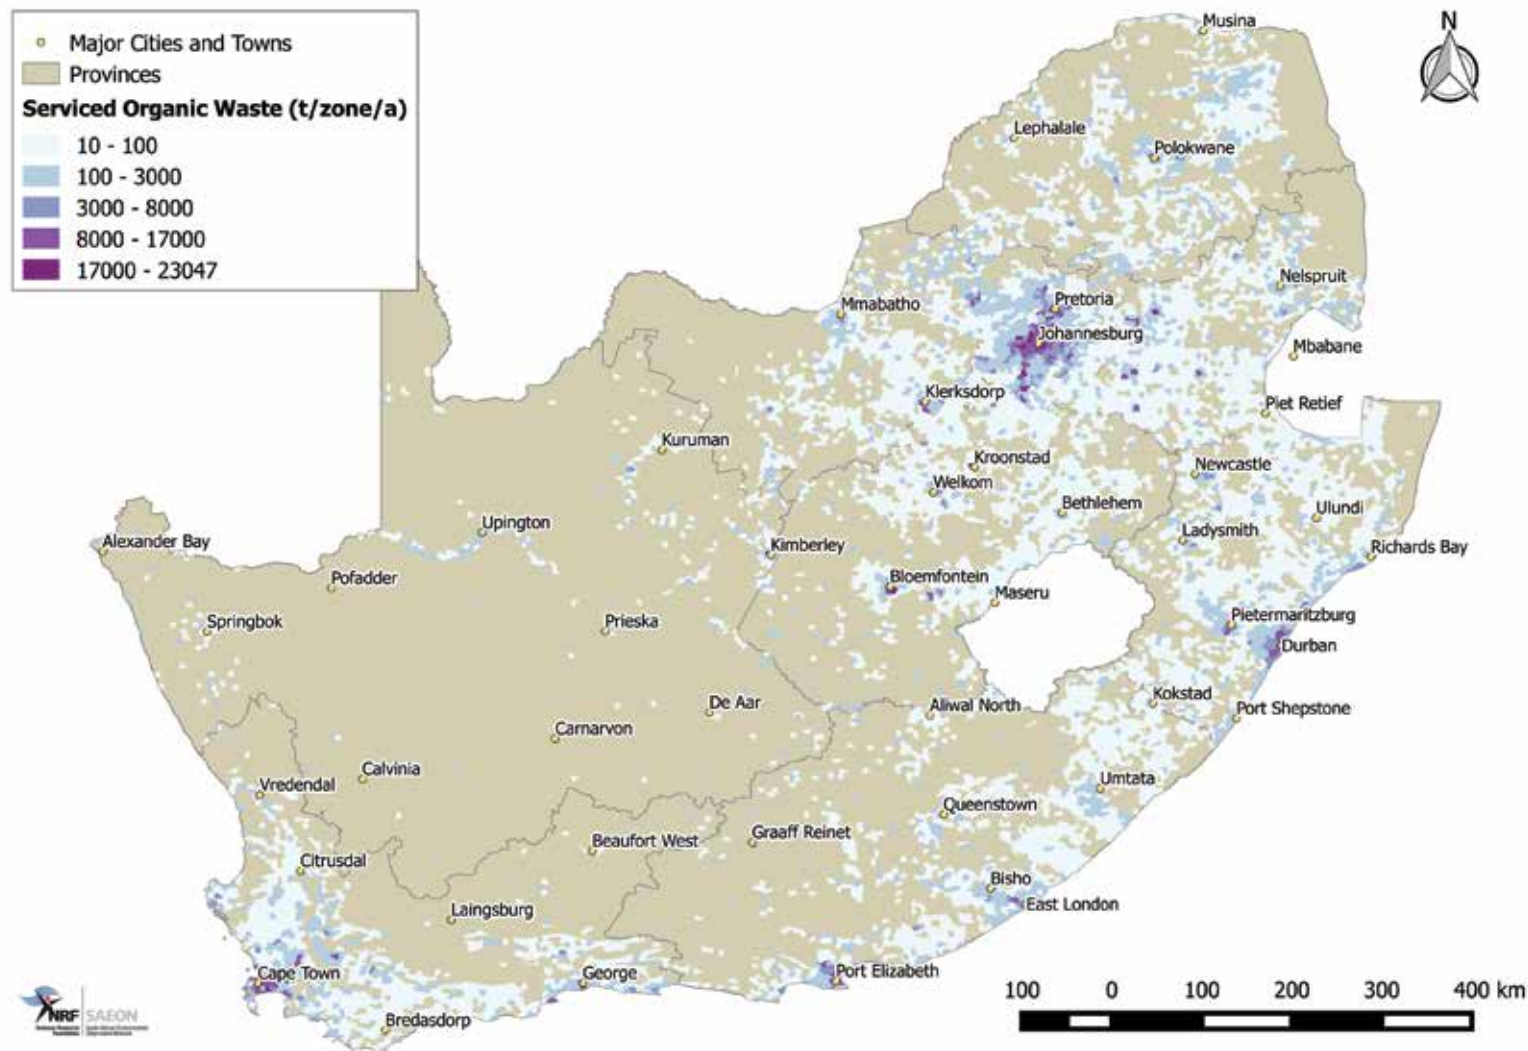 Major Cities and Towns
Provinces
Serviced Organic Waste (t/zone/a)
10 - 100
100 - 3000
3000 - 8000
8000 - 17000
17000 - 23047
N
Musina
Lephalale
Polokwane
Nelspruit
Mmabatho
Pretoria
Johannesburg
Mbabane
Klerksdorp
Piet Retief
Kuruman
Kroonstad
Newcastle
Welkom
Bethlehem
Ulundi
Upington
Ladysmith
Alexander Bay
Kimberley
Richards Bay
Pofadder
Bloemfontein
Maseru
Springbok
Prieska
Pietermaritzburg
Durban
Kokstad
De Aar
Aliwal North
Port Shepstone
Carnarvon
Calvinia
Vredendal
Umtata
Queenstown
Beaufort West
Graaff Reinet
Citrusdal
Bisho
Laingsburg
East London
Cape Town
George
Port Elizabeth
Bredasdorp
100 0 100 200 300 400 km
NRF
SAEON